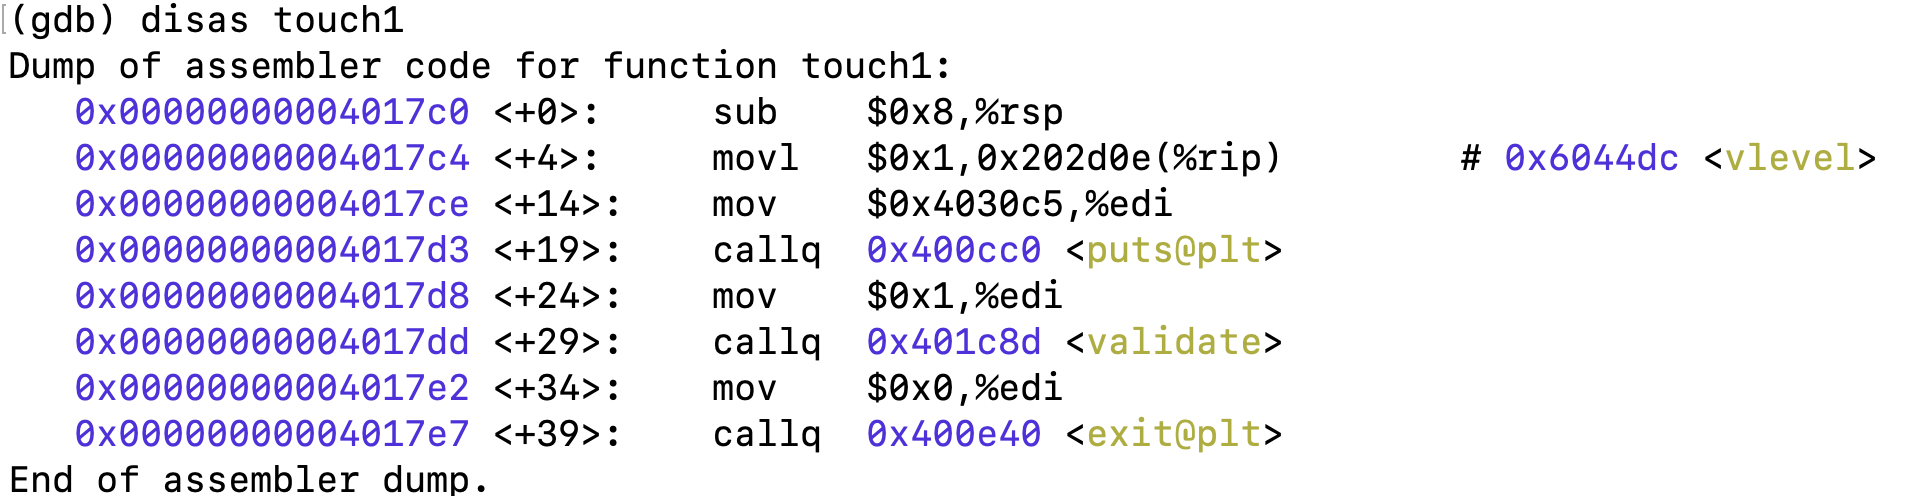 (gdb) disas touch1
Dump of assembler code for function touch1:
   0x00000000004017c0 <+0>:     sub    $0x8,%rsp
   0x00000000004017c4 <+4>:     movl   $0x1,0x202d0e(%rip)        # 0x6044dc <vlevel>
   0x00000000004017ce <+14>:    mov    $0x4030c5,%edi
   0x00000000004017d3 <+19>:    callq  0x400cc0 <puts@plt>
   0x00000000004017d8 <+24>:    mov    $0x1,%edi
   0x00000000004017dd <+29>:    callq  0x401c8d <validate>
   0x00000000004017e2 <+34>:    mov    $0x0,%edi
   0x00000000004017e7 <+39>:    callq  0x400e40 <exit@plt>
End of assembler dump.